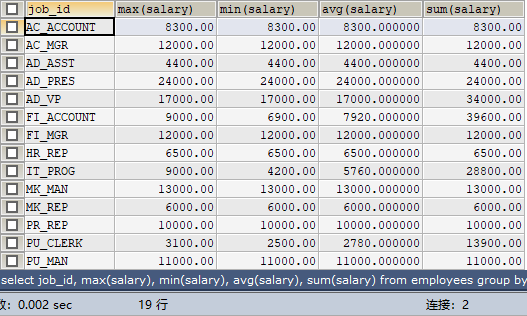 job_id max(salary) min(salary) avg(salary) sum(salary)
AC_ACCOUNT 8300.00 8300.00 8300.000000 8300.00
AC_MGR 12000.00 12000.00 12000.000000 12000.00
AD_ASST 4400.00 4400.00 4400.000000 4400.00
AD_PRES 24000.00 24000.00 24000.000000 24000.00
AD_VP 17000.00 17000.00 17000.000000 34000.00
FI_ACCOUNT 9000.00 6900.00 7920.000000 39600.00
FI_MGR 12000.00 12000.00 12000.000000 12000.00
HR_REP 6500.00 6500.00 6500.000000 6500.00
IT_PROG 9000.00 4200.00 5760.000000 28800.00
MK_MAN 13000.00 13000.00 13000.000000 13000.00
MK_REP 6000.00 6000.00 6000.000000 6000.00
PR_REP 10000.00 10000.00 10000.000000 10000.00
PU_CLERK 3100.00 2500.00 2780.000000 13900.00
PU_MAN 11000.00 11000.00 11000.000000 11000.00
select job_id, max(salary), min(salary), avg(salary), sum(salary) from employees group by
: 0.002 sec 19 行 连接: 2